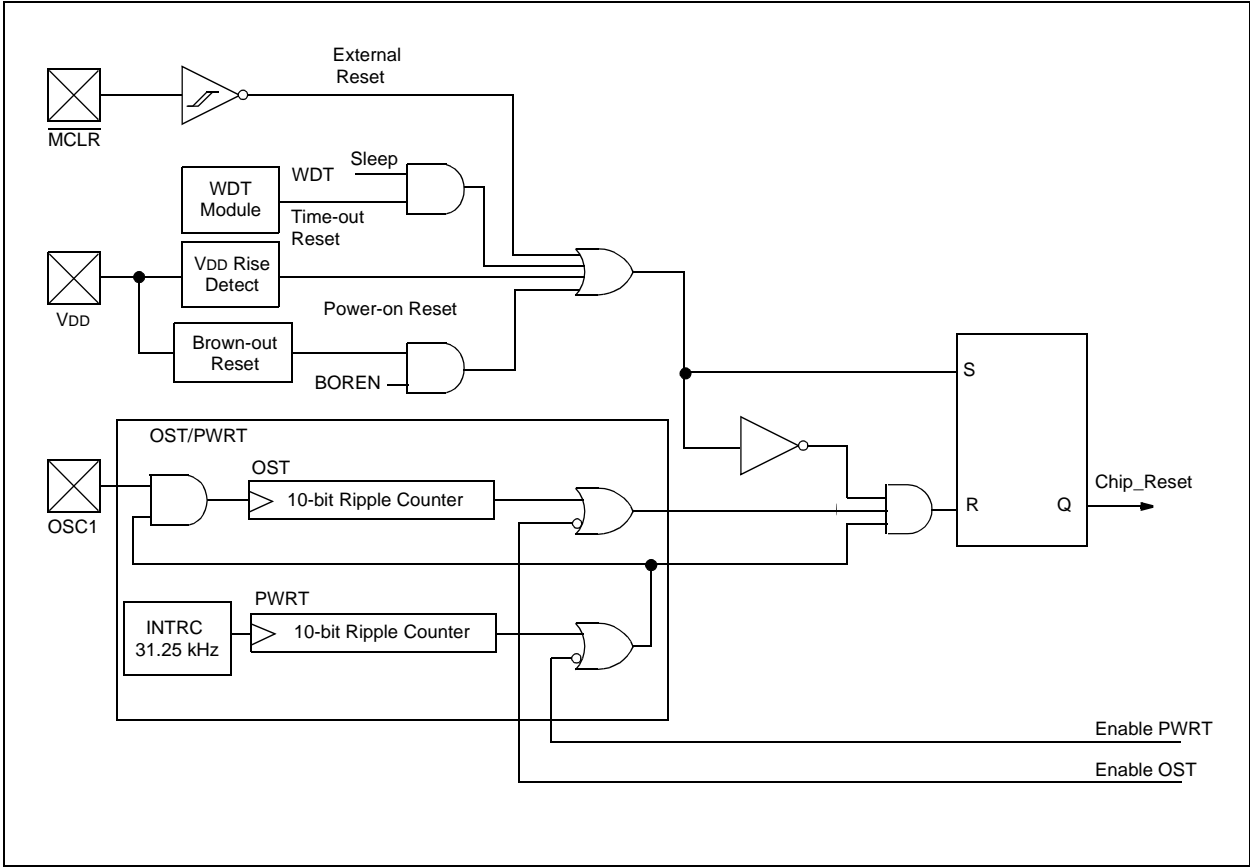 External
Reset
MCLR
Sleep
WDT
WDT
Module
Time-out
Reset
VDD Rise
Detect
VDD
Power-on Reset
Brown-out
Reset
BOREN
S
OST/PWRT
OST
10-bit Ripple Counter
OSC1
R
Q
Chip_Reset
PWRT
INTRC
31.25 kHz
10-bit Ripple Counter
Enable PWRT
Enable OST